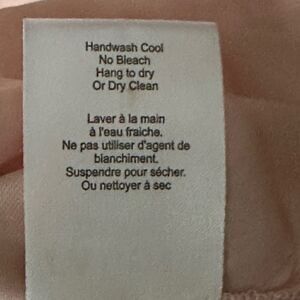 Handwash Cool
No Bleach
Hang to dry
Or Dry Clean
Laver à la main
à l'eau fraiche.
Ne pas utiliser d'agent de
blanchiment.
Suspendre pour sécher.
Ou nettoyer à sec